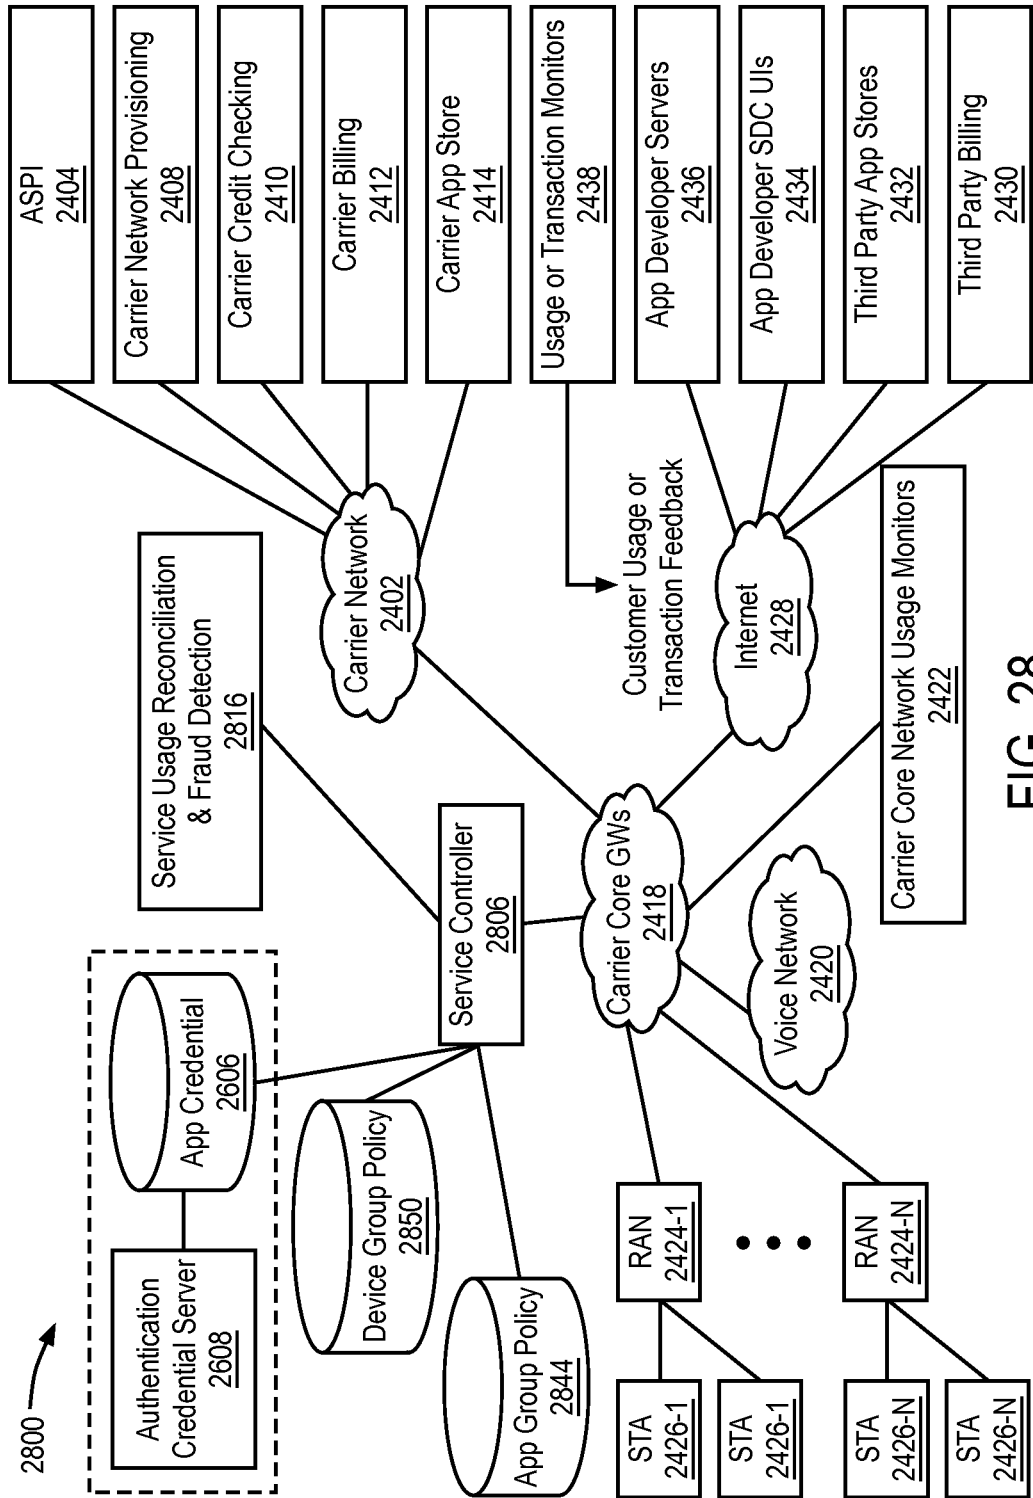 2800
Authentication
Credential Server
2608
App Credential
2606
Device Group Policy
2850
App Group Policy
2844
STA
2426-1
STA
2426-1
STA
2426-N
STA
2426-N
RAN
2424-1
RAN
2424-N
Service Usage Reconciliation
& Fraud Detection
2816
Service Controller
2806
Carrier Core GWs
2418
Voice Network
2420
Carrier Core Network Usage Monitors
2422
Carrier Network
2402
Customer Usage or
Transaction Feedback
Internet
2428
ASPI
2404
Carrier Network Provisioning
2408
Carrier Credit Checking
2410
Carrier Billing
2412
Carrier App Store
2414
Usage or Transaction Monitors
2438
App Developer Servers
2436
App Developer SDC UIs
2434
Third Party App Stores
2432
Third Party Billing
2430
FIG. 28